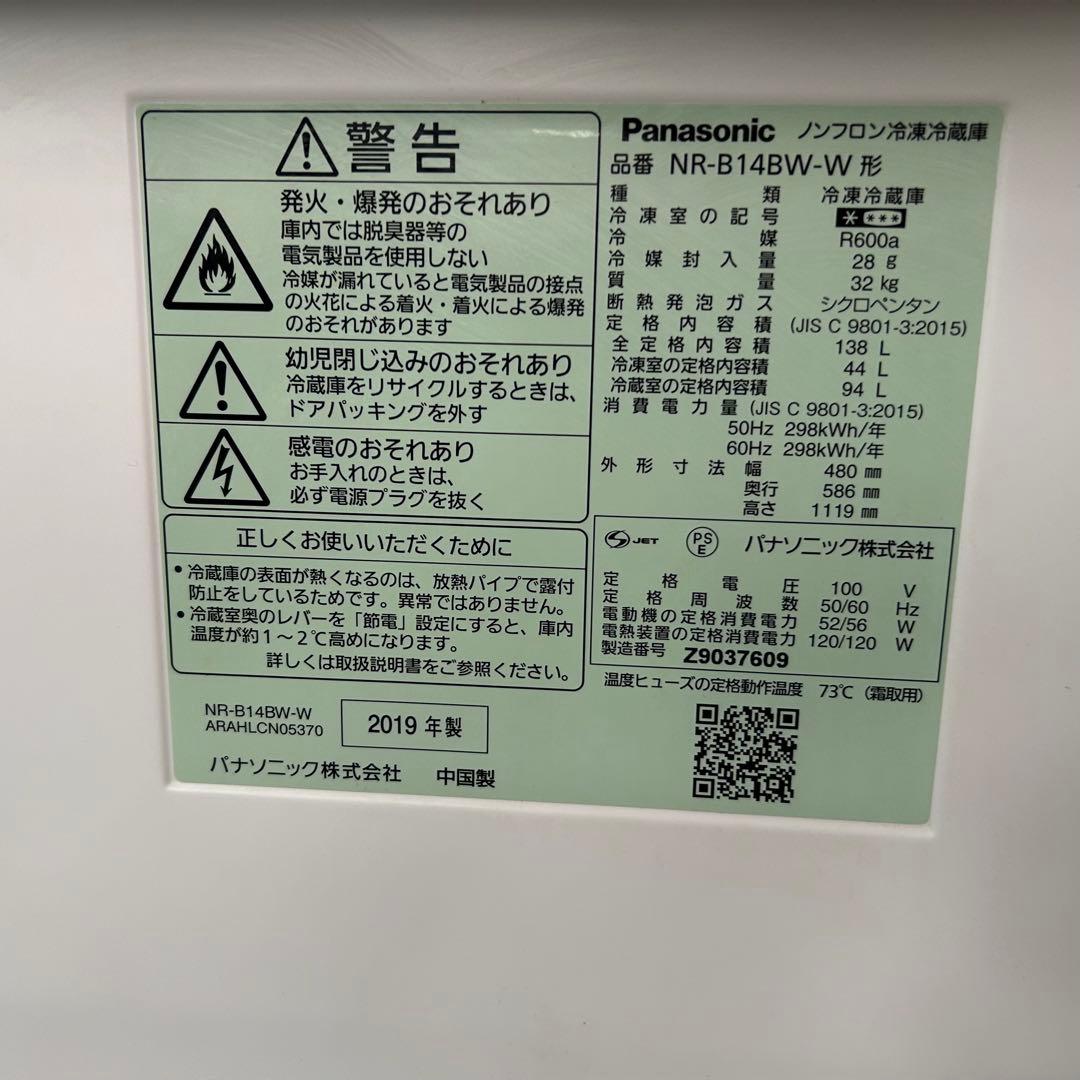 警告
発火・爆発のおそれあり
庫内では脱臭器等の
電気製品を使用しない
冷媒が漏れていると電気製品の接点
の火花による着火・着火による爆発
のおそれがあります
幼児閉じ込みのおそれあり
冷蔵庫をリサイクルするときは、
ドアパッキングを外す
感電のおそれあり
お手入れのときは、
必ず電源プラグを抜く
正しくお使いいただくために
・冷蔵庫の表面が熱くなるのは、放熱パイプで露付
防止をしているためです。異常ではありません。
・冷蔵室奥のレバーを「節電」設定にすると、庫内
温度が約1〜2℃高めになります。
詳しくは取扱説明書をご参照ください。
NR-B14BW-W
ARAHLCN05370
2019年製
パナソニック株式会社 中国製
Panasonic ノンフロン冷凍冷蔵庫
品番 NR-B14BW-W 形
種類 冷凍冷蔵庫
冷凍室の記号 * ***
冷媒 R600a
冷媒封入量 28 g
質量 32 kg
断熱発泡ガス シクロペンタン
定格内容積 (JIS C 9801-3:2015)
全定格内容積 138 L
冷凍室の定格内容積 44 L
冷蔵室の定格内容積 94 L
消費電力量 (JIS C 9801-3:2015)
50Hz 298kWh/年
60Hz 298kWh/年
外形寸法 幅 480 mm
奥行 586 mm
高さ 1119 mm
JET PSE パナソニック株式会社
定格電圧 100 V
定格周波数 50/60 Hz
電動機の定格消費電力 52/56 W
電熱装置の定格消費電力 120/120 W
製造番号 Z9037609
温度ヒューズの定格動作温度 73℃（霜取用）